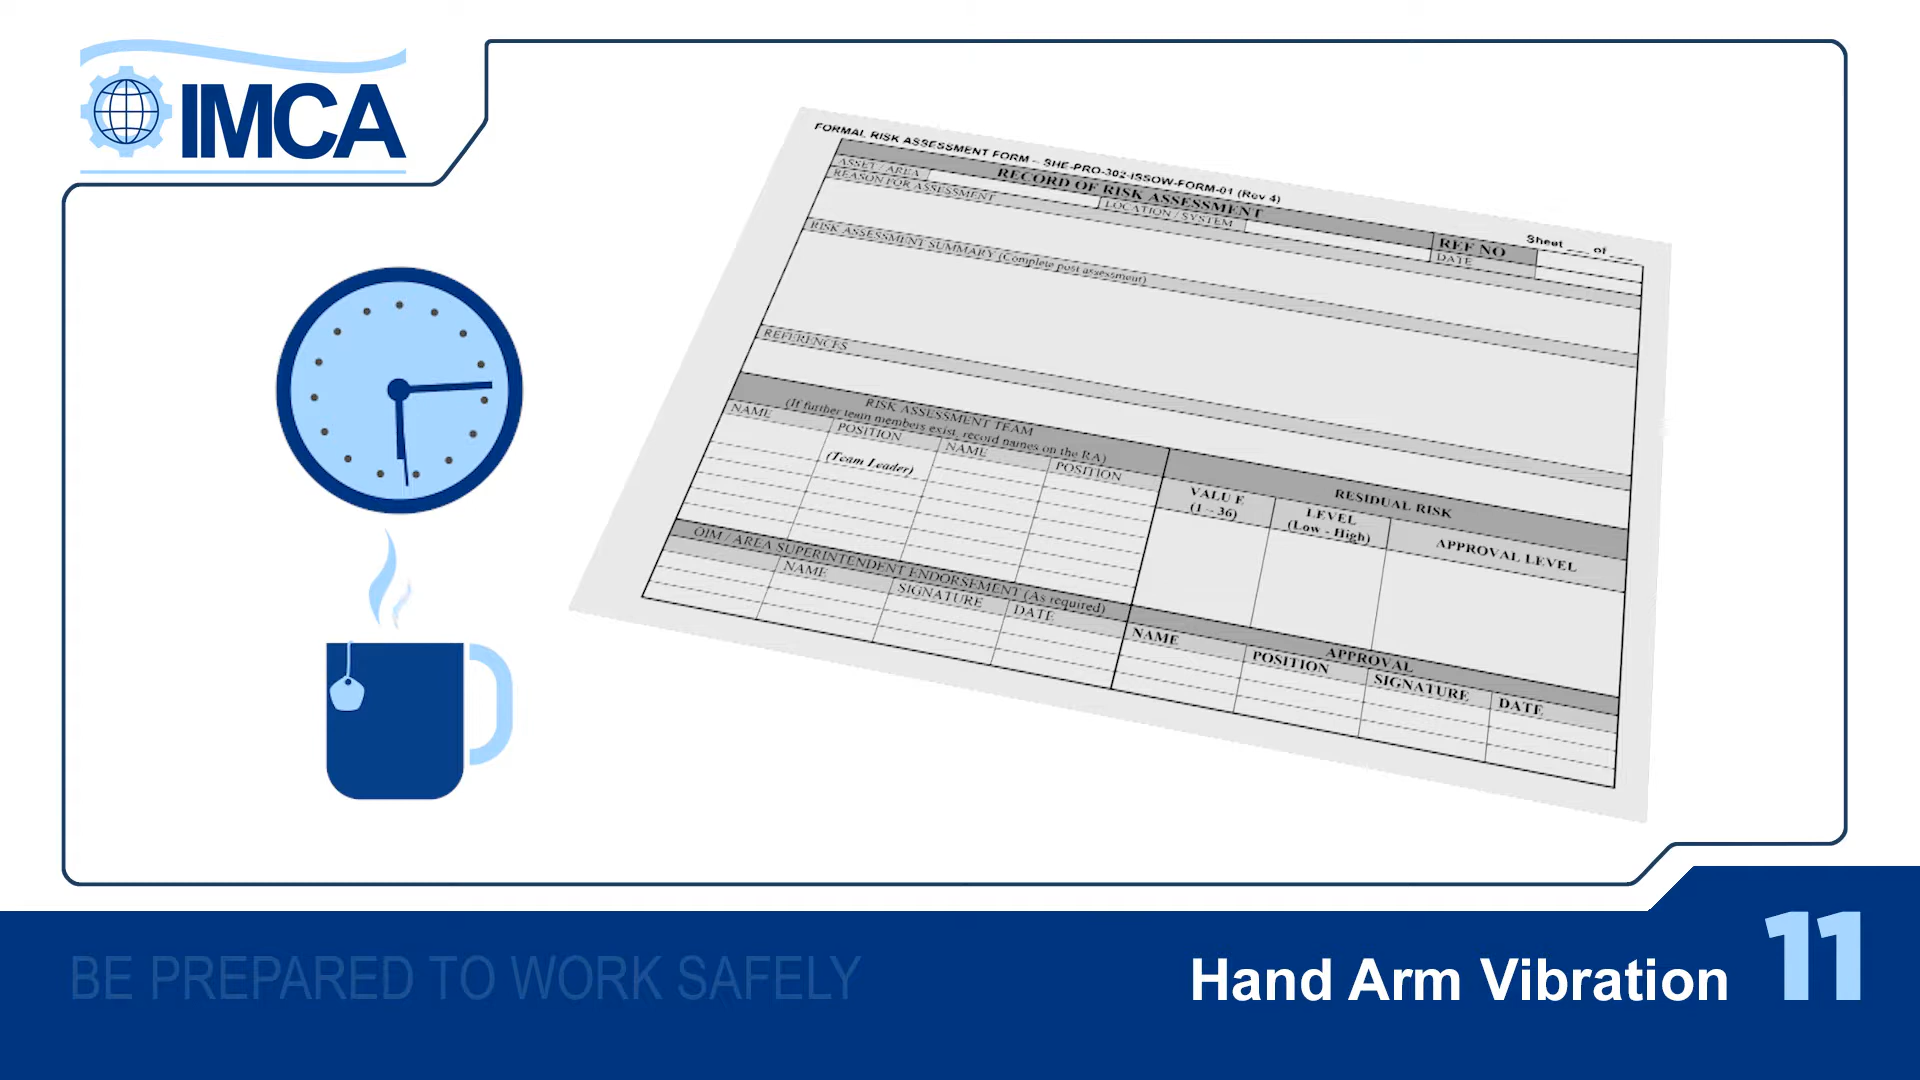 IMCA
FORMAL RISK ASSESSMENT FORM – SHE-PRO-302-ISSOW-FORM-01 (Rev 4)
Sheet __ of __
RECORD OF RISK ASSESSMENT
REF NO
ASSET / AREA
LOCATION / SYSTEM
DATE
REASON FOR ASSESSMENT
RISK ASSESSMENT SUMMARY (Complete post assessment)
REFERENCES
RISK ASSESSMENT TEAM
(If further team members exist, record names on the RA)
RESIDUAL RISK
NAME POSITION NAME POSITION
(Team Leader)
VALUE
(1 – 36)
LEVEL
(Low - High)
APPROVAL LEVEL
OIM / AREA SUPERINTENDENT ENDORSEMENT (As required)
APPROVAL
NAME SIGNATURE DATE
NAME POSITION SIGNATURE DATE
BE PREPARED TO WORK SAFELY
Hand Arm Vibration 11